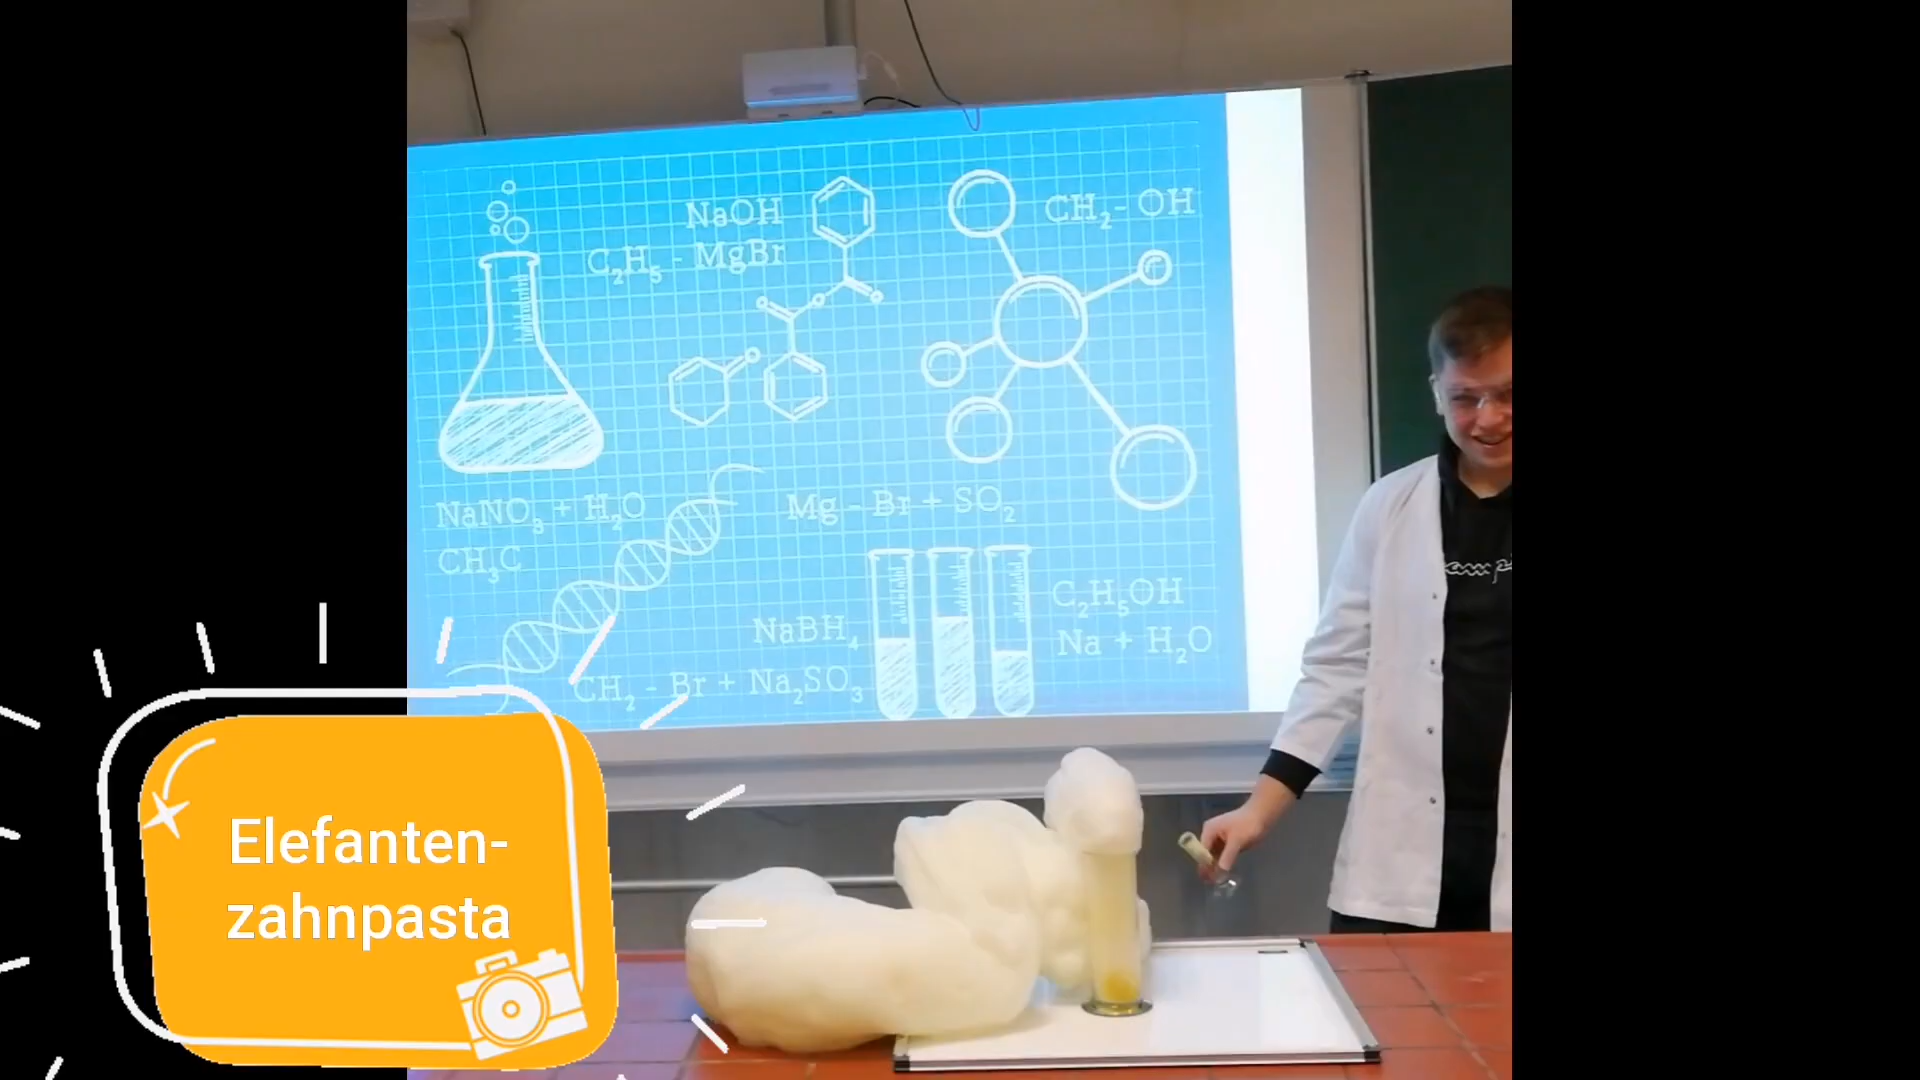 NaOH
C₂H₅ - MgBr
CH₂- OH
NaNO₃ + H₂O
CH₃C
Mg - Br + SO₂
NaBH₄
CH₂ - Br + Na₂SO₃
C₂H₅OH
Na + H₂O
Elefanten-
zahnpasta